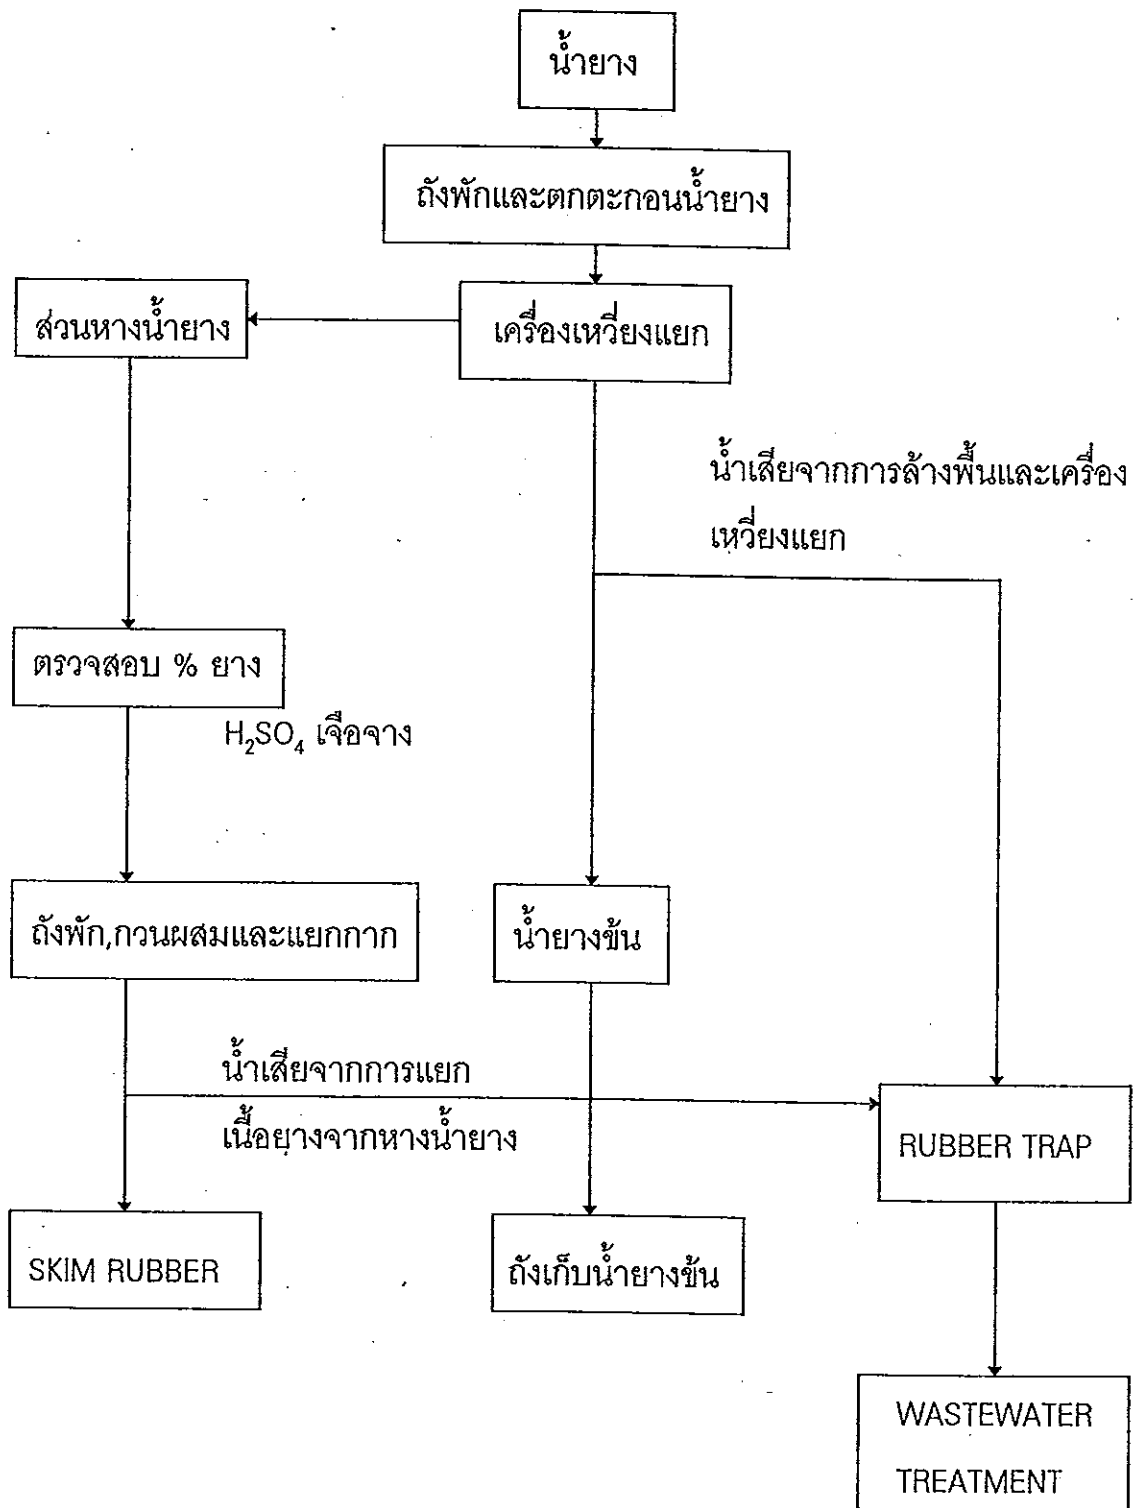 น้ำยาง
ถังพักและตกตะกอนน้ำยาง
ส่วนหางน้ำยาง
เครื่องเหวี่ยงแยก
น้ำเสียจากการล้างพื้นและเครื่อง
เหวี่ยงแยก
ตรวจสอบ % ยาง
H₂SO₄ เจือจาง
ถังพัก,กวนผสมและแยกกาก
น้ำยางข้น
น้ำเสียจากการแยก
เนื้อยางจากหางน้ำยาง
RUBBER TRAP
SKIM RUBBER
ถังเก็บน้ำยางข้น
WASTEWATER
TREATMENT